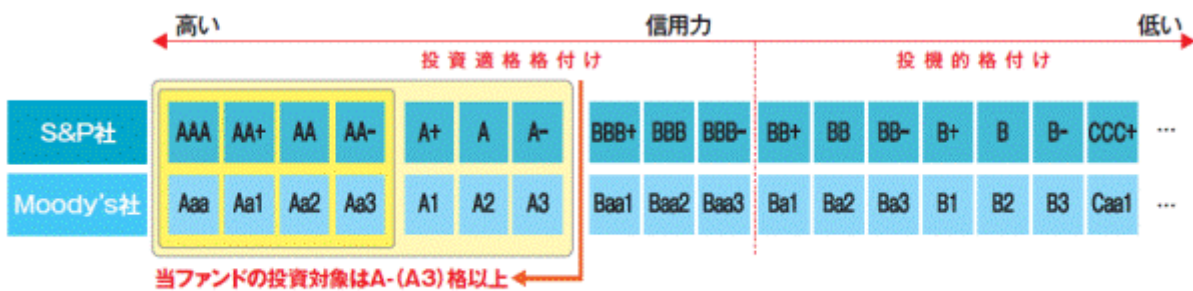 高い 信用力 低い
投資適格格付け 投機的格付け
S&P社 AAA AA+ AA AA- A+ A A- BBB+ BBB BBB- BB+ BB BB- B+ B B- CCC+ …
Moody's社 Aaa Aa1 Aa2 Aa3 A1 A2 A3 Baa1 Baa2 Baa3 Ba1 Ba2 Ba3 B1 B2 B3 Caa1 …
当ファンドの投資対象はA-(A3)格以上